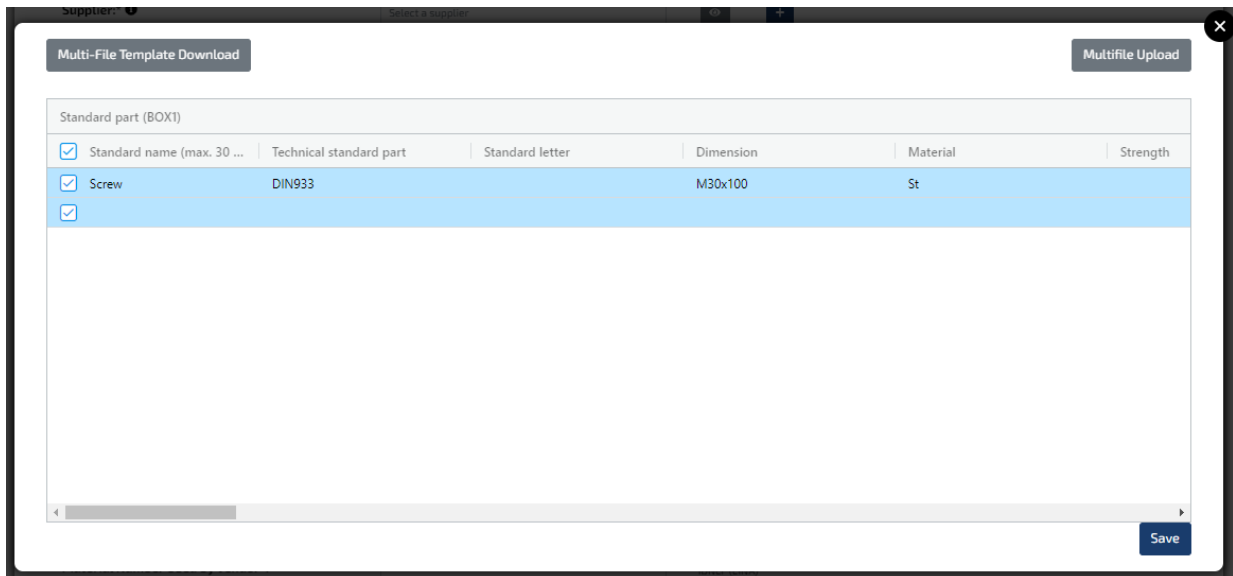 Supplier:*
Select a supplier
Multi-File Template Download
Multifile Upload
Standard part (BOX1)
Standard name (max. 30 ... Technical standard part Standard letter Dimension Material Strength
Screw DIN933 M30x100 St
Save